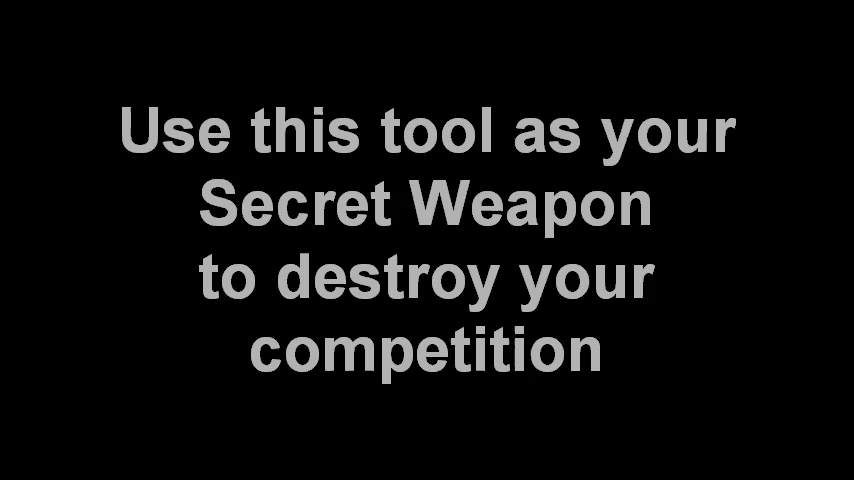 Use this tool as your
Secret Weapon
to destroy your
competition